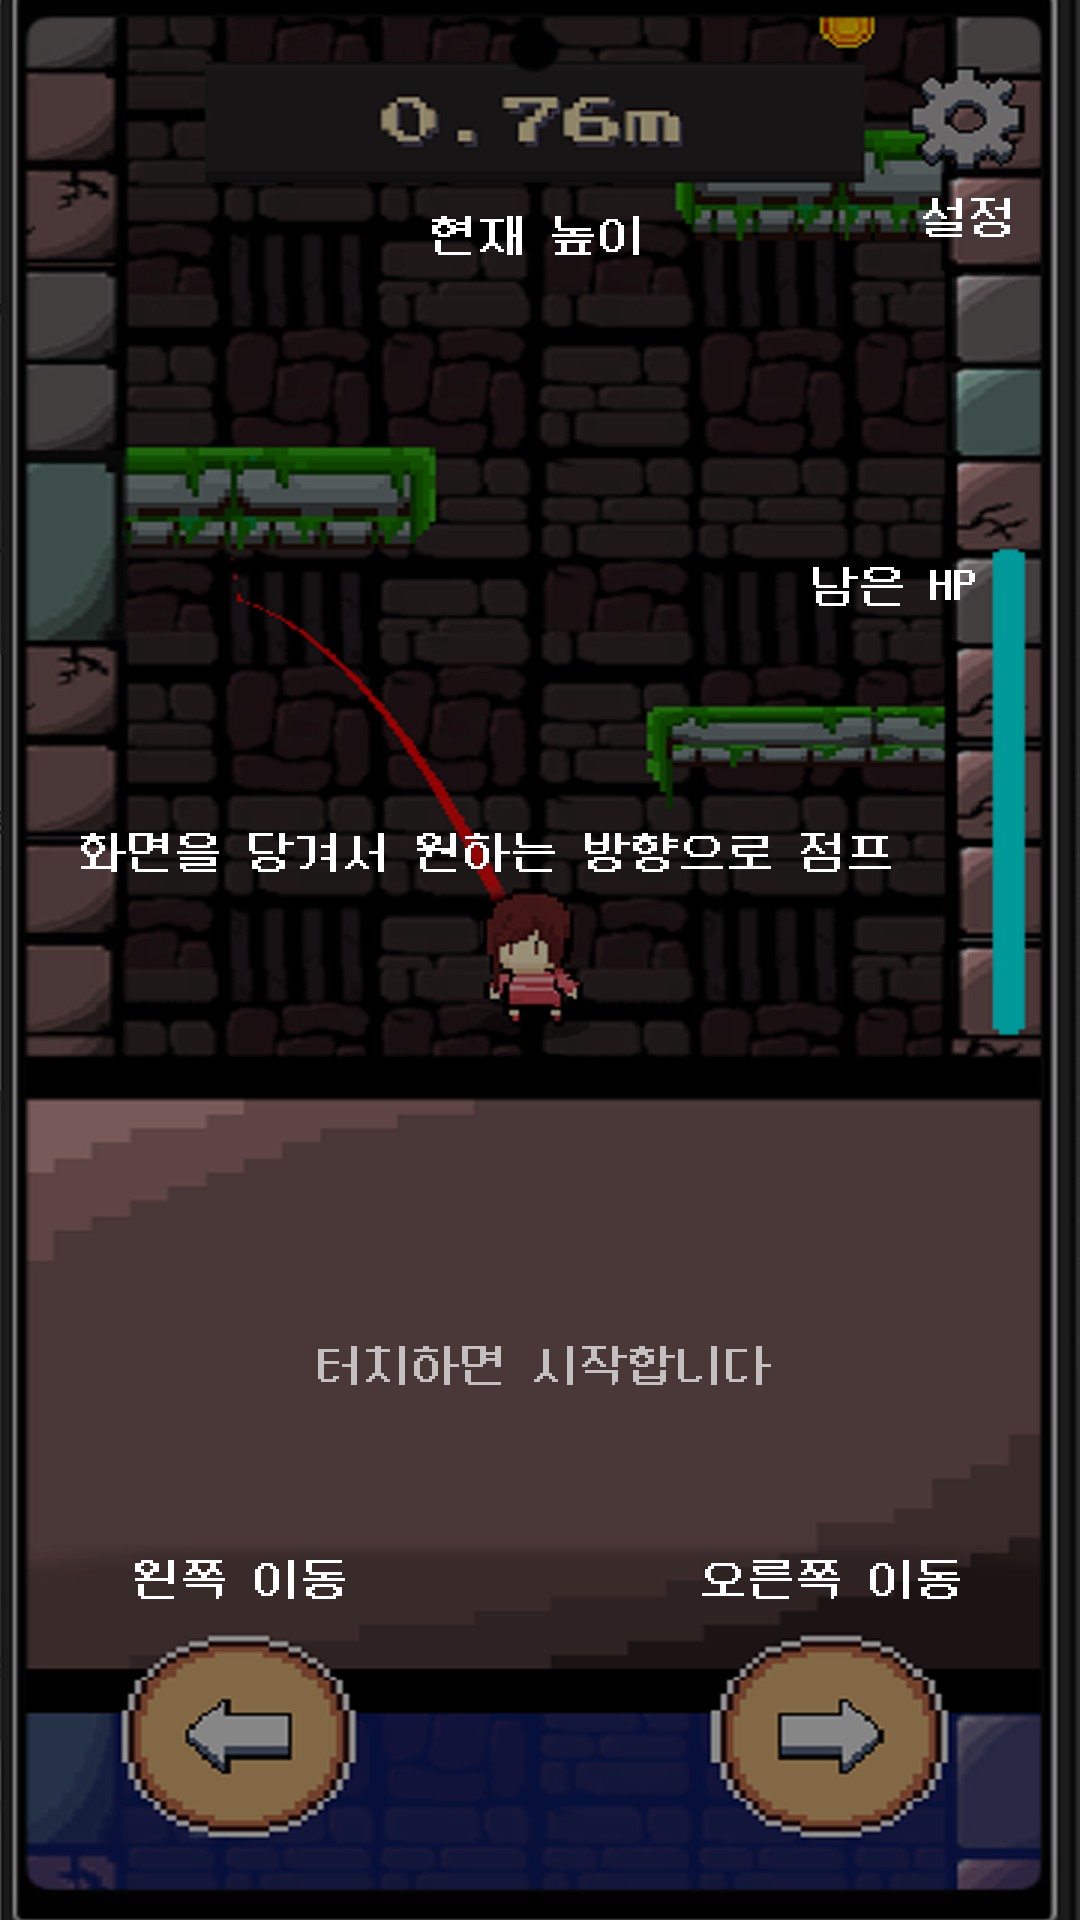 0.76m
현재 높이
설정
남은 HP
화면을 당겨서 원하는 방향으로 점프
터치하면 시작합니다
왼쪽 이동
오른쪽 이동